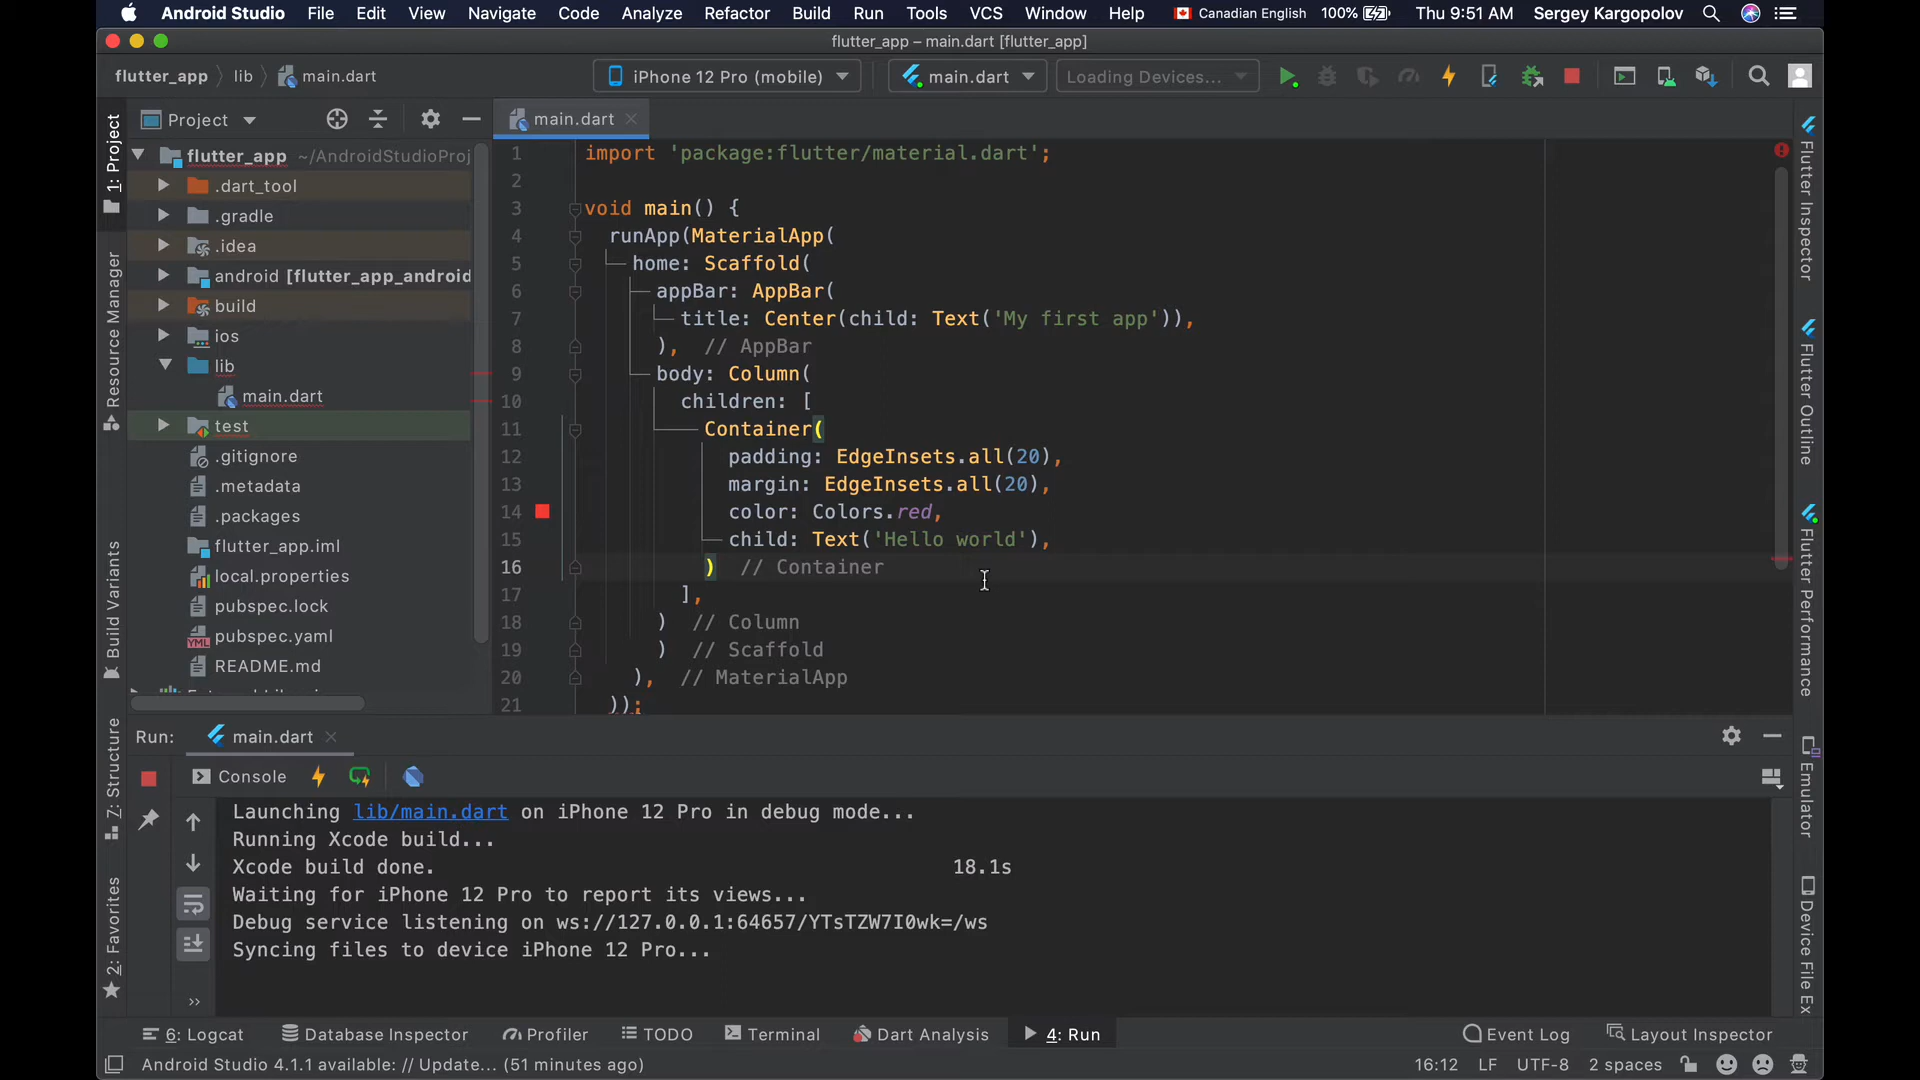 Android Studio File Edit View Navigate Code Analyze Refactor Build Run Tools VCS Window Help Canadian English 100% Thu 9:51 AM Sergey Kargopolov
flutter_app – main.dart [flutter_app]
flutter_app lib main.dart iPhone 12 Pro (mobile) main.dart Loading Devices...
1: Project
Resource Manager
Build Variants
7: Structure
2: Favorites
Project
flutter_app ~/AndroidStudioProj
.dart_tool
.gradle
.idea
android [flutter_app_android
build
ios
lib
main.dart
test
.gitignore
.metadata
.packages
flutter_app.iml
local.properties
pubspec.lock
pubspec.yaml
README.md
main.dart
1 import 'package:flutter/material.dart';
2
3 void main() {
4 runApp(MaterialApp(
5 home: Scaffold(
6 appBar: AppBar(
7 title: Center(child: Text('My first app')),
8 ), // AppBar
9 body: Column(
10 children: [
11 Container(
12 padding: EdgeInsets.all(20),
13 margin: EdgeInsets.all(20),
14 color: Colors.red,
15 child: Text('Hello world'),
16 ) // Container
17 ],
18 ) // Column
19 ) // Scaffold
20 ), // MaterialApp
21 ));
Flutter Inspector
Flutter Outline
Flutter Performance
Emulator
Device File Ex
Run: main.dart
Console
Launching lib/main.dart on iPhone 12 Pro in debug mode...
Running Xcode build...
Xcode build done. 18.1s
Waiting for iPhone 12 Pro to report its views...
Debug service listening on ws://127.0.0.1:64657/YTsTZW7I0wk=/ws
Syncing files to device iPhone 12 Pro...
6: Logcat Database Inspector Profiler TODO Terminal Dart Analysis 4: Run Event Log Layout Inspector
Android Studio 4.1.1 available: // Update... (51 minutes ago) 16:12 LF UTF-8 2 spaces